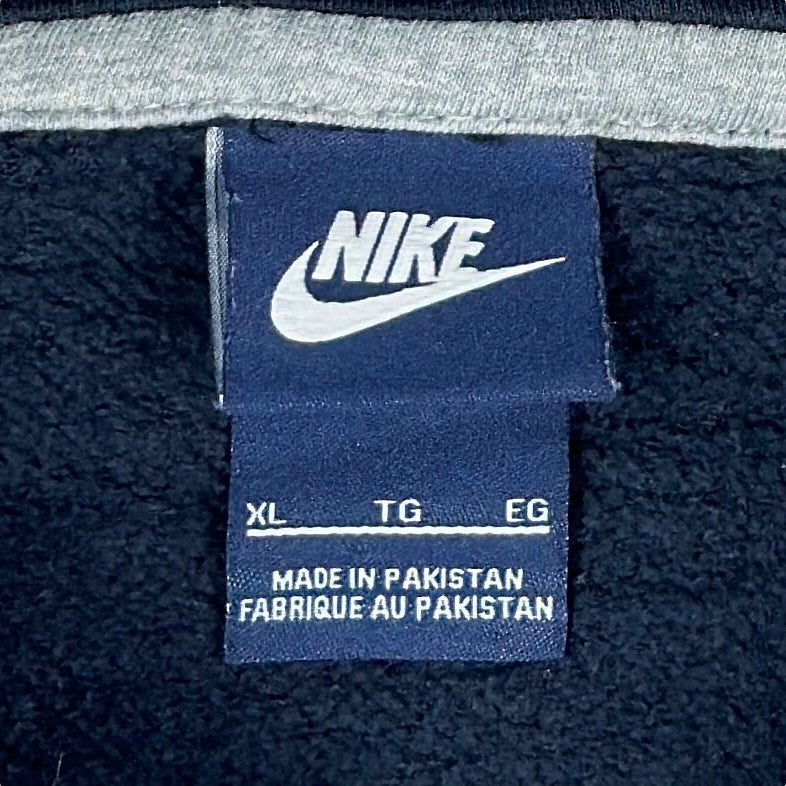 NIKE
XL TG EG
MADE IN PAKISTAN
FABRIQUE AU PAKISTAN